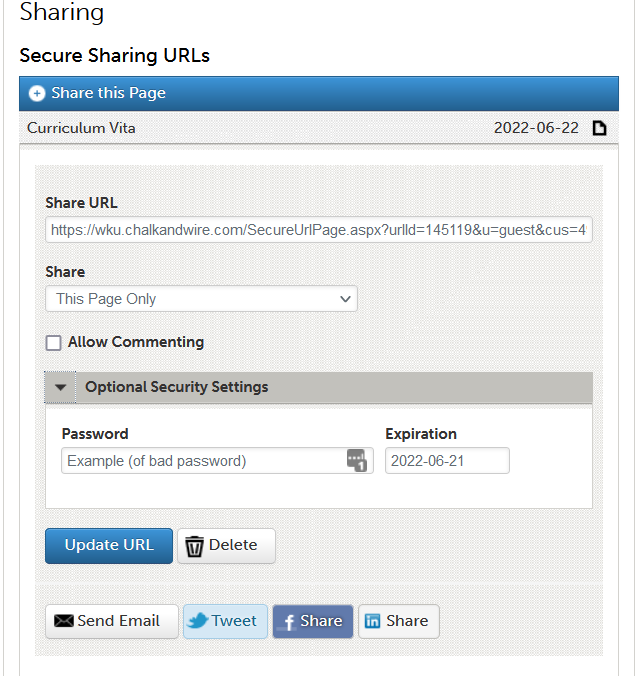 Sharing
Secure Sharing URLs
Share this Page
Curriculum Vita 2022-06-22
Share URL
https://wku.chalkandwire.com/SecureUrlPage.aspx?urlId=145119&u=guest&cus=4
Share
This Page Only
Allow Commenting
Optional Security Settings
Password Expiration
Example (of bad password) 1 2022-06-21
Update URL Delete
Send Email Tweet f Share in Share